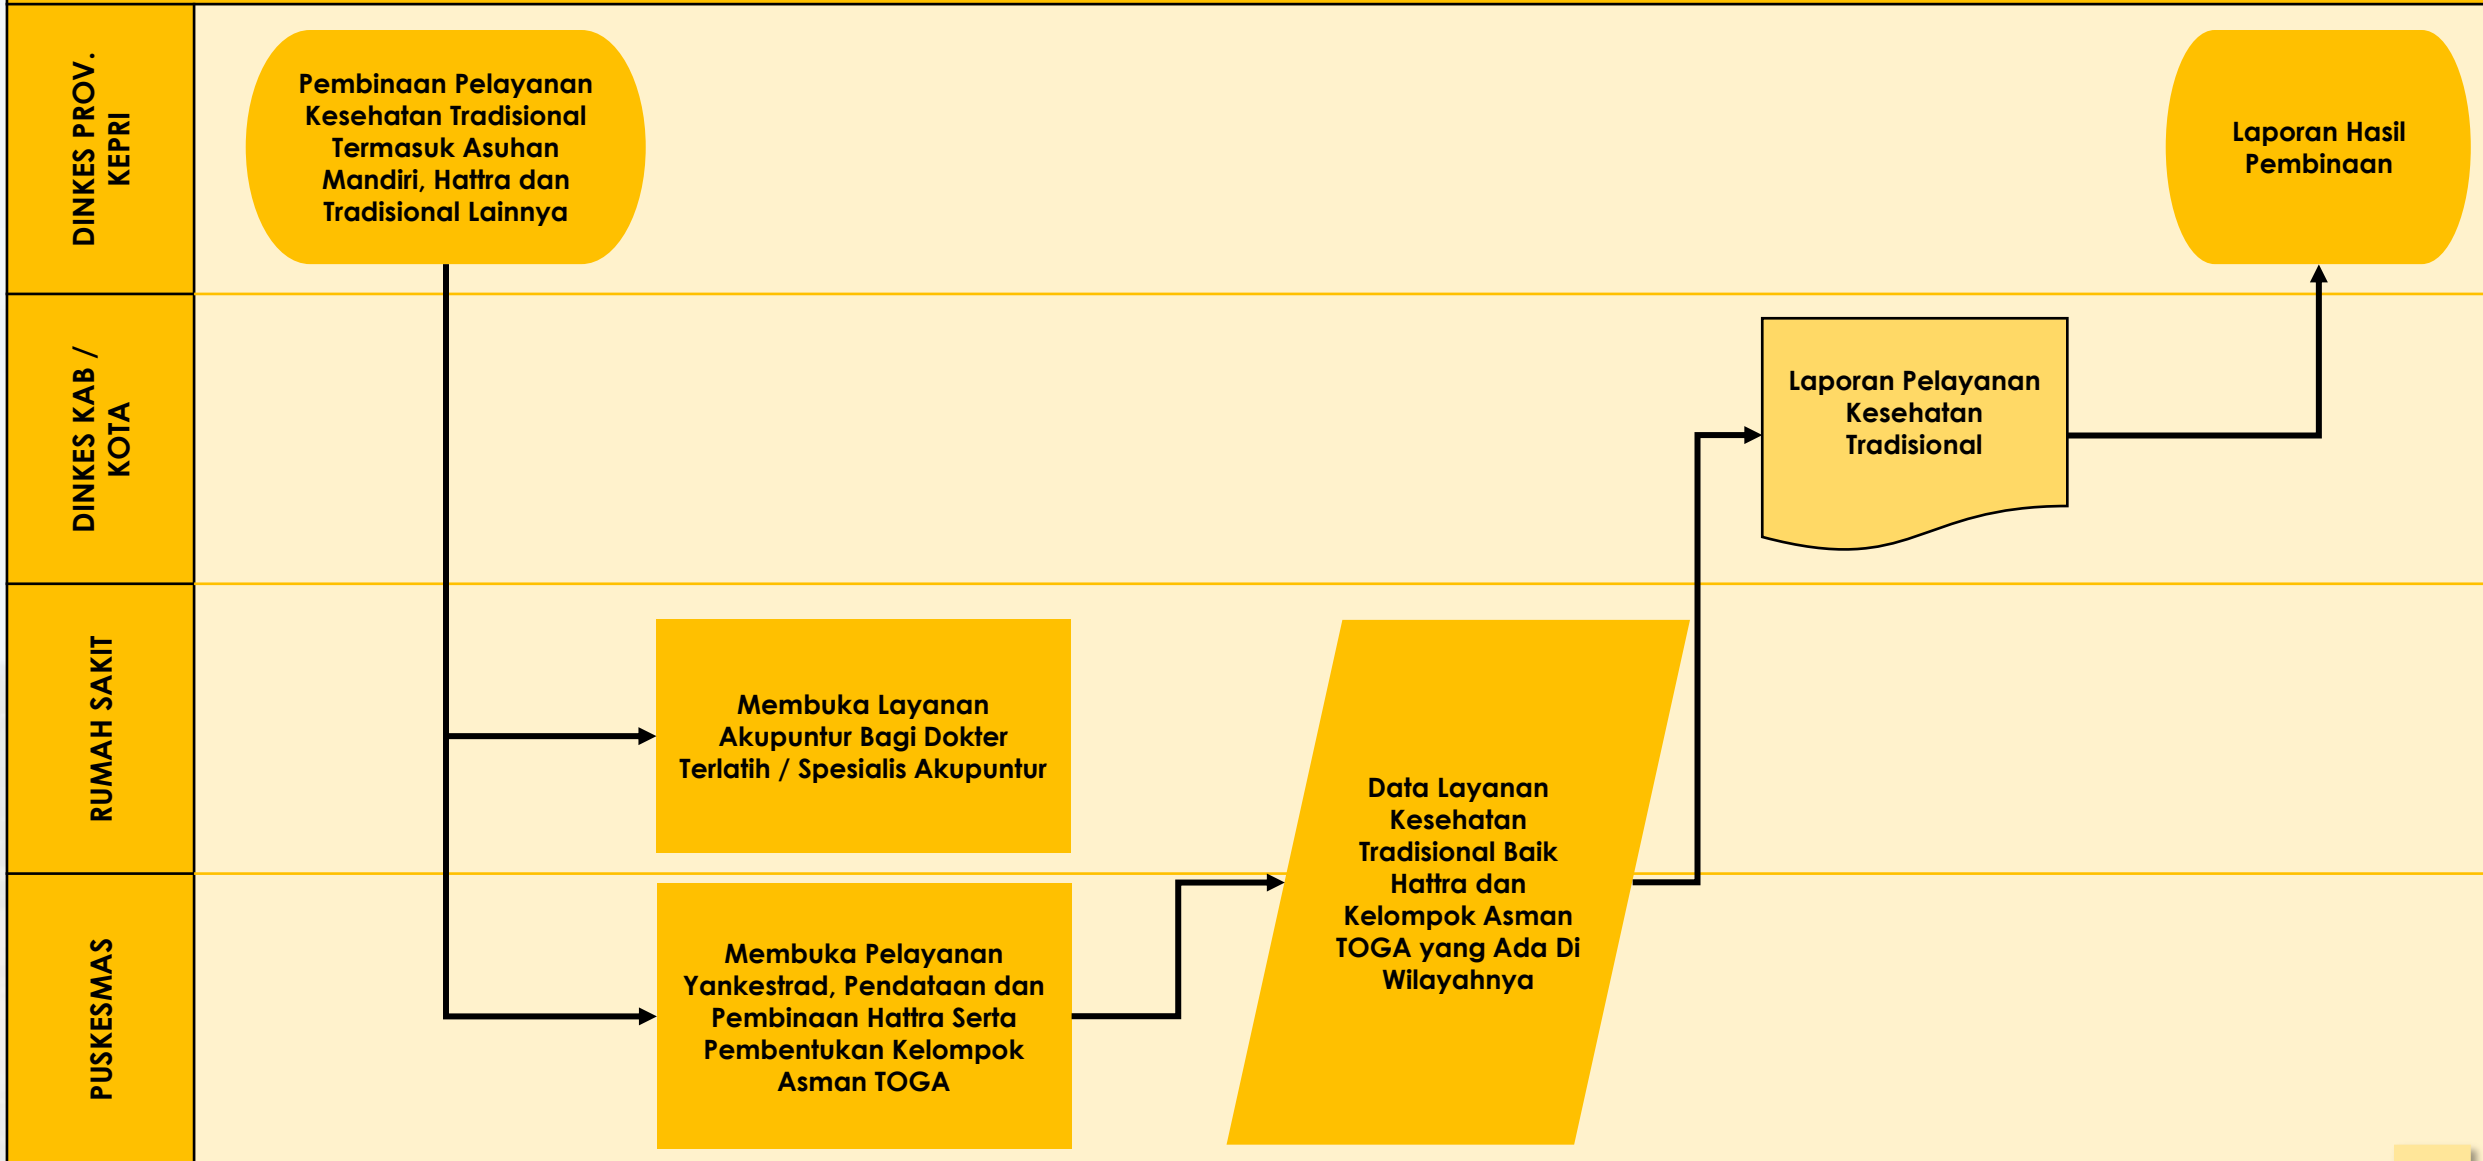 DINKES PROV.
KEPRI
Pembinaan Pelayanan
Kesehatan Tradisional
Termasuk Asuhan
Mandiri, Hattra dan
Tradisional Lainnya
Laporan Hasil
Pembinaan
DINKES KAB /
KOTA
Laporan Pelayanan
Kesehatan
Tradisional
RUMAH SAKIT
Membuka Layanan
Akupuntur Bagi Dokter
Terlatih / Spesialis Akupuntur
Data Layanan
Kesehatan
Tradisional Baik
Hattra dan
Kelompok Asman
TOGA yang Ada Di
Wilayahnya
PUSKESMAS
Membuka Pelayanan
Yankestrad, Pendataan dan
Pembinaan Hattra Serta
Pembentukan Kelompok
Asman TOGA